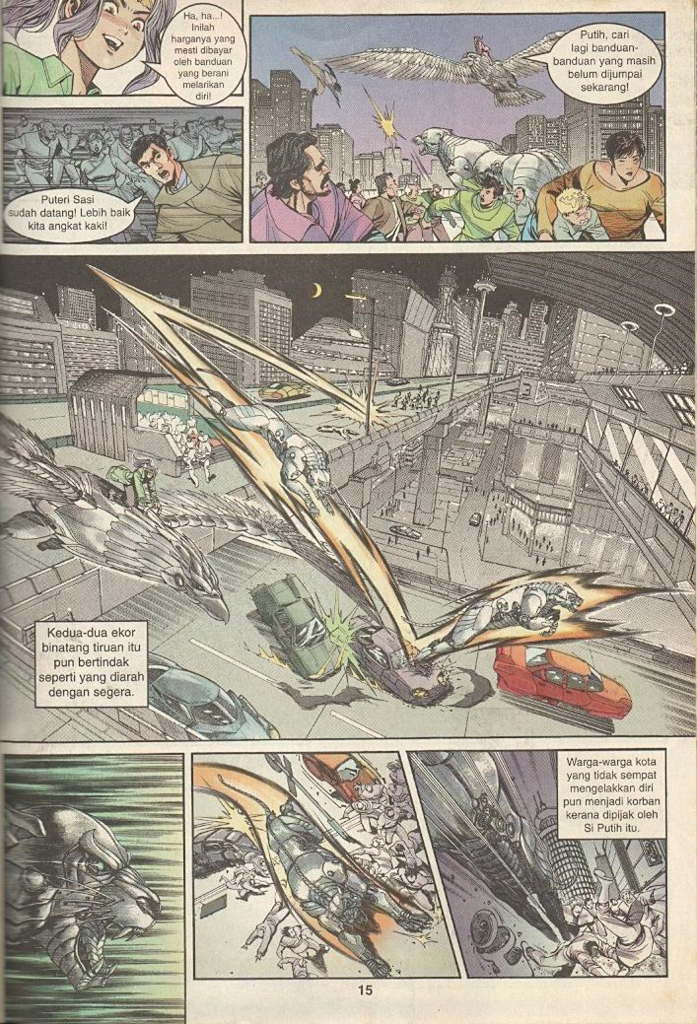 Ha, ha...!
Inilah
harganya yang
mesti dibayar
oleh banduan
yang berani
melarikan
diri!
Puteri Sasi
sudah datang! Lebih baik
kita angkat kaki!
Putih, cari
lagi banduan-
banduan yang masih
belum dijumpai
sekarang!
Kedua-dua ekor
binatang tiruan itu
pun bertindak
seperti yang diarah
dengan segera.
Warga-warga kota
yang tidak sempat
mengelakkan diri
pun menjadi korban
kerana dipijak oleh
Si Putih itu.
15